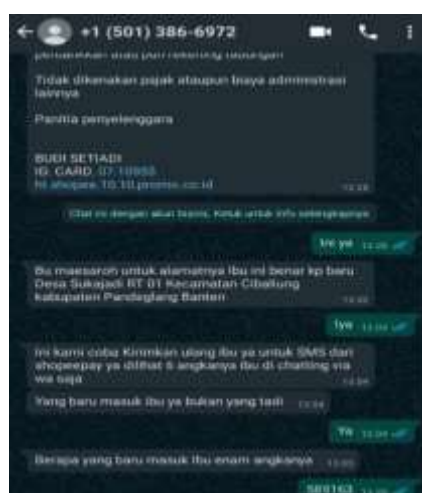 +1 (501) 386-6972
Tidak dikenakan pajak ataupun biaya administrasi
lainnya
Panitia penyelenggara
BUDI SETIADI
IG. CARD
Chat ini dengan akun bisnis. Ketuk untuk info selengkapnya.
ya
Bu maesaroh untuk alamatnya Ibu ini benar kp baru
Desa Sukajadi RT 01 Kecamatan Cibaliung
kabupaten Pandeglang Banten
Iya
Ini kami coba Kirimkan ulang ibu ya untuk SMS dari
shopeepay ya dilihat 6 angkanya ibu di chatting via
wa saja
Yang baru masuk ibu ya bukan yang tadi
Ya
Berapa yang baru masuk Ibu enam angkanya